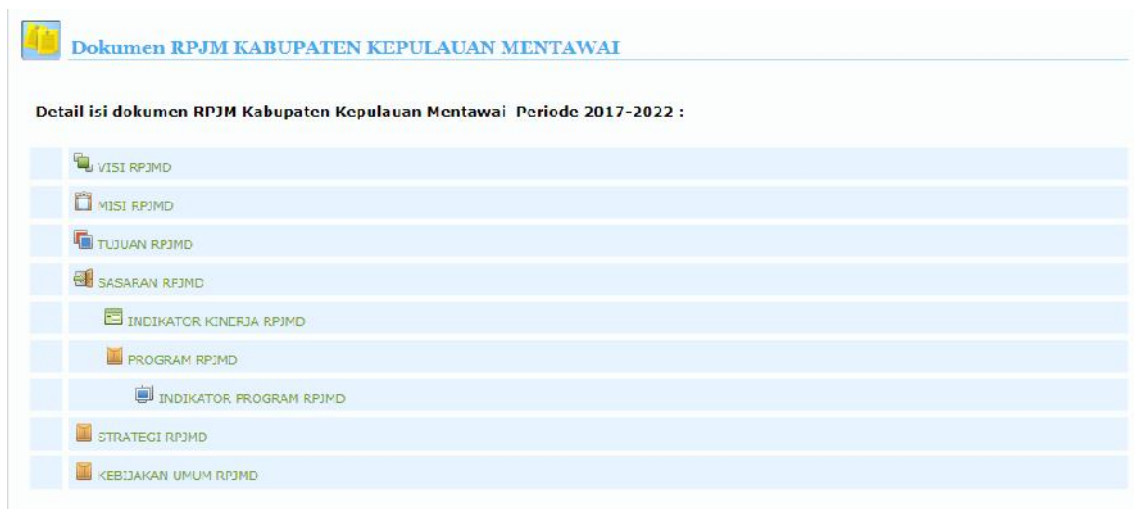 Dokumen RPJM KABUPATEN KEPULAUAN MENTAWAI
Detail isi dokumen RPJM Kabupaten Kepulauan Mentawai Periode 2017-2022 :
VISI RPJMD
MISI RPJMD
TUJUAN RPJMD
SASARAN RPJMD
INDIKATOR KINERJA RPJMD
PROGRAM RPJMD
INDIKATOR PROGRAM RPJMD
STRATEGI RPJMD
KEBIJAKAN UMUM RPJMD